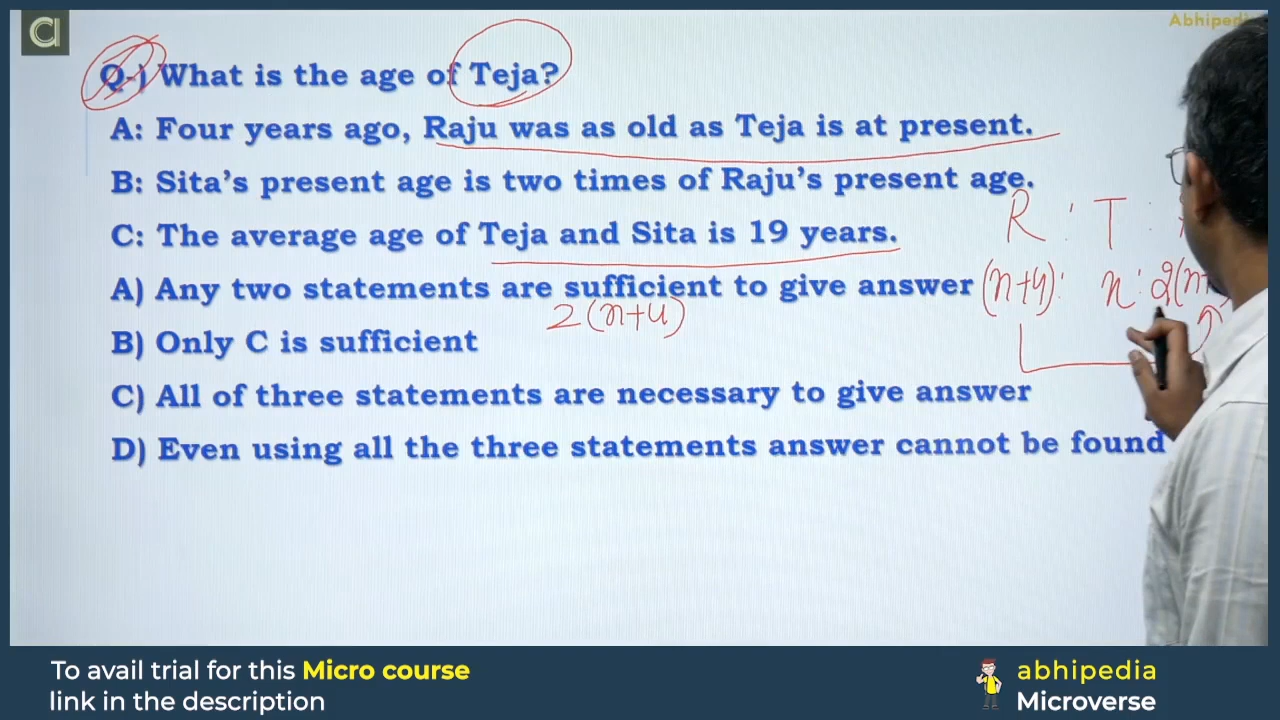 Abhipedia
Q-) What is the age of Teja?
A: Four years ago, Raju was as old as Teja is at present.
B: Sita's present age is two times of Raju's present age.
C: The average age of Teja and Sita is 19 years.
R : T :
A) Any two statements are sufficient to give answer
(n+4) : n : 2(n+
2(n+4)
B) Only C is sufficient
C) All of three statements are necessary to give answer
D) Even using all the three statements answer cannot be found
To avail trial for this Micro course
link in the description
abhipedia
Microverse